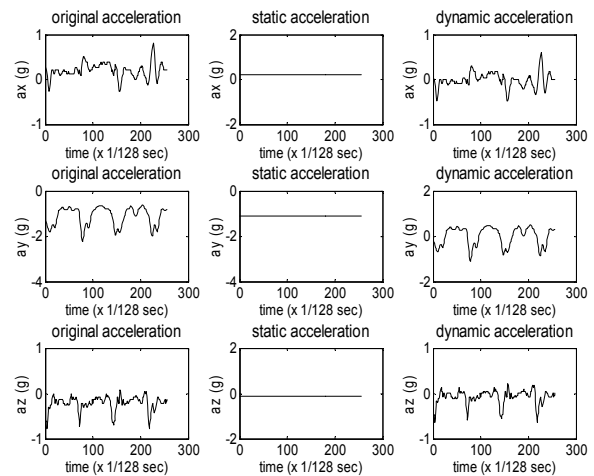 original acceleration static acceleration dynamic acceleration
1 2 1
ax (g) 0 ax (g) 0 ax (g) 0
-1 -2 -1
0 100 200 300 0 100 200 300 0 100 200 300
time (x 1/128 sec) time (x 1/128 sec) time (x 1/128 sec)
original acceleration static acceleration dynamic acceleration
0 2 2
ay (g) -2 ay (g) 0 -2 ay (g) 0
-4 -4 -2
0 100 200 300 0 100 200 300 0 100 200 300
time (x 1/128 sec) time (x 1/128 sec) time (x 1/128 sec)
original acceleration static acceleration dynamic acceleration
1 2 1
az (g) 0 az (g) 0 az (g) 0
-1 -2 -1
0 100 200 300 0 100 200 300 0 100 200 300
time (x 1/128 sec) time (x 1/128 sec) time (x 1/128 sec)